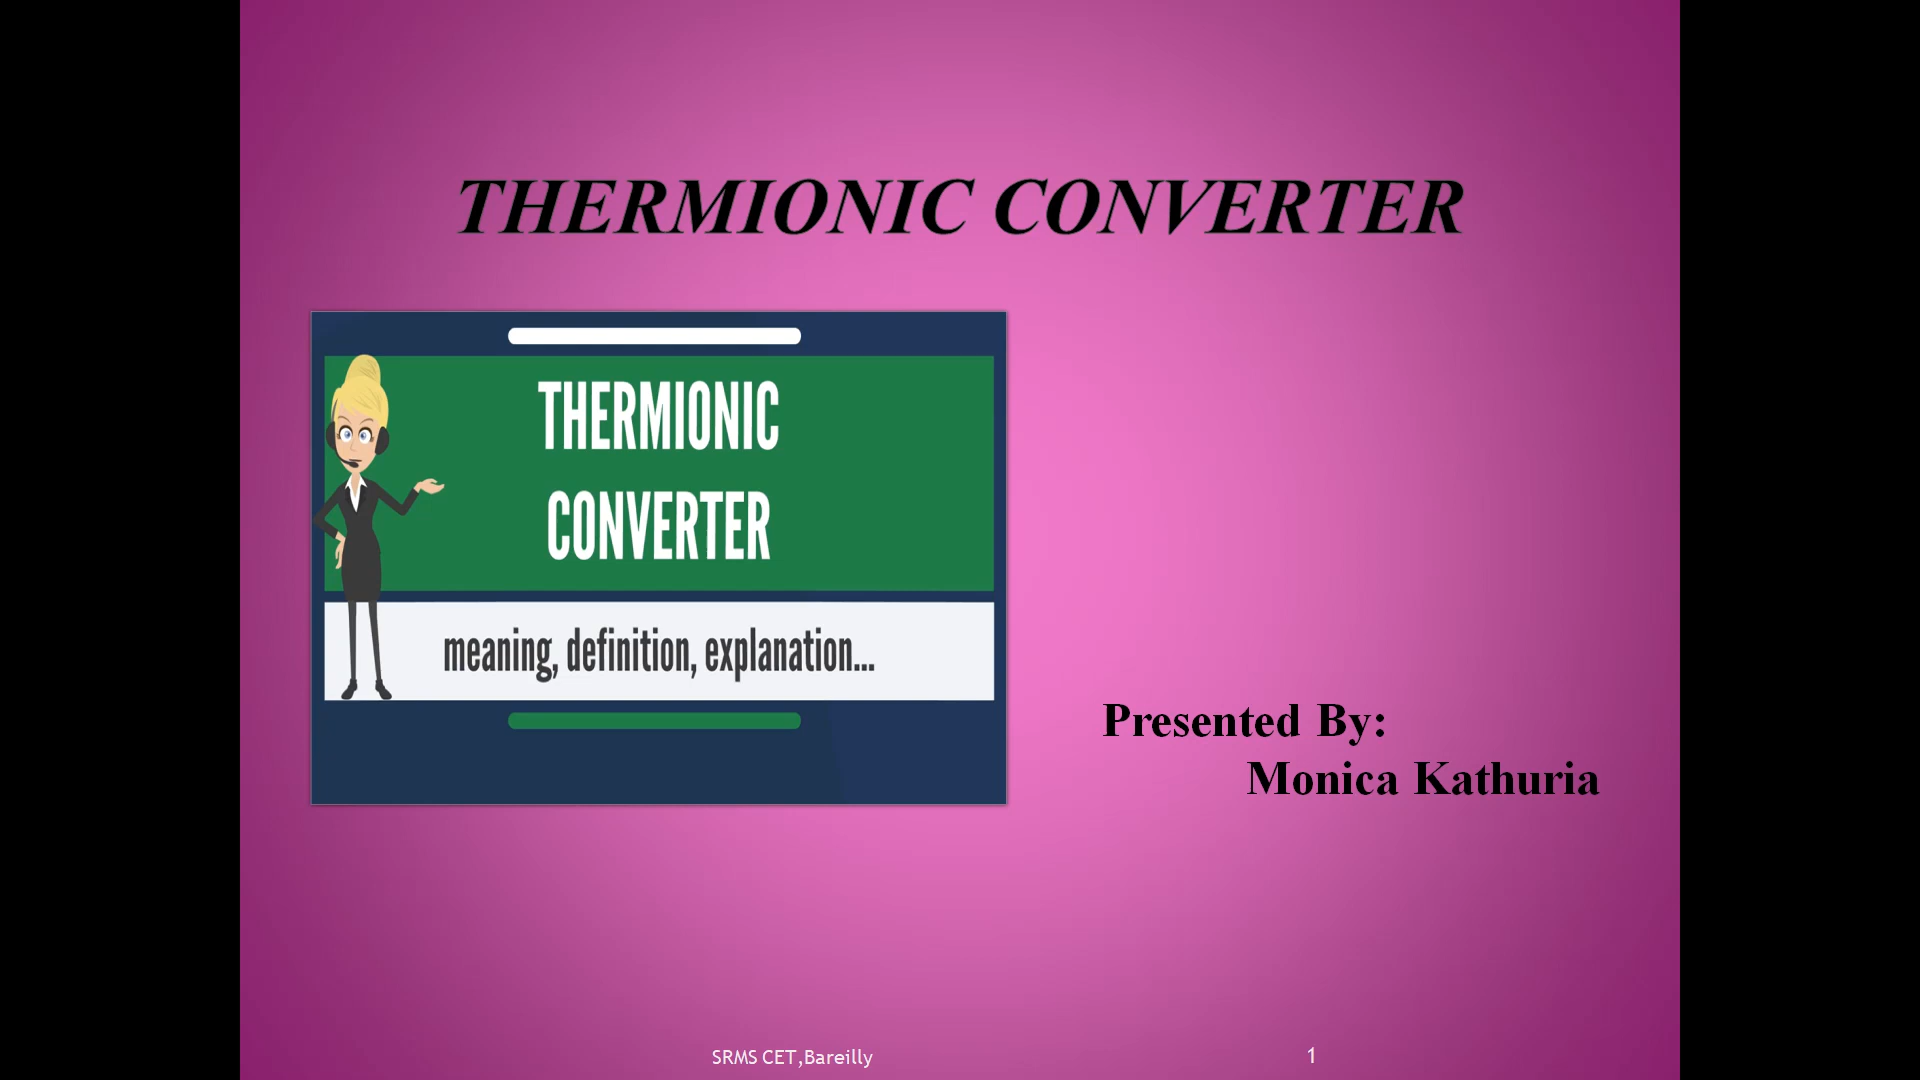 THERMIONIC CONVERTER
THERMIONIC
CONVERTER
meaning, definition, explanation...
Presented By:
Monica Kathuria
SRMS CET,Bareilly
1